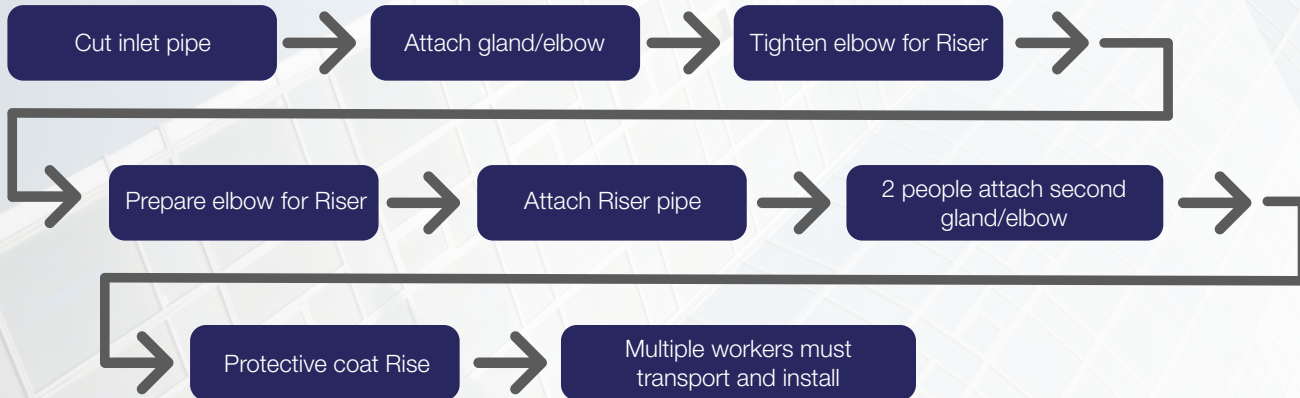 Cut inlet pipe
Attach gland/elbow
Tighten elbow for Riser
Prepare elbow for Riser
Attach Riser pipe
2 people attach second
gland/elbow
Protective coat Rise
Multiple workers must
transport and install